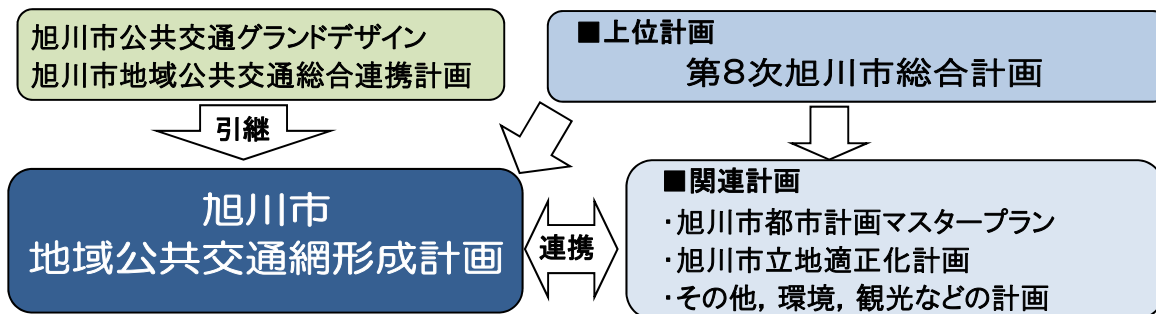 旭川市公共交通グランドデザイン
旭川市地域公共交通総合連携計画
■上位計画
第8次旭川市総合計画
引継
旭川市
地域公共交通網形成計画
連携
■関連計画
・旭川市都市計画マスタープラン
・旭川市立地適正化計画
・その他，環境，観光などの計画